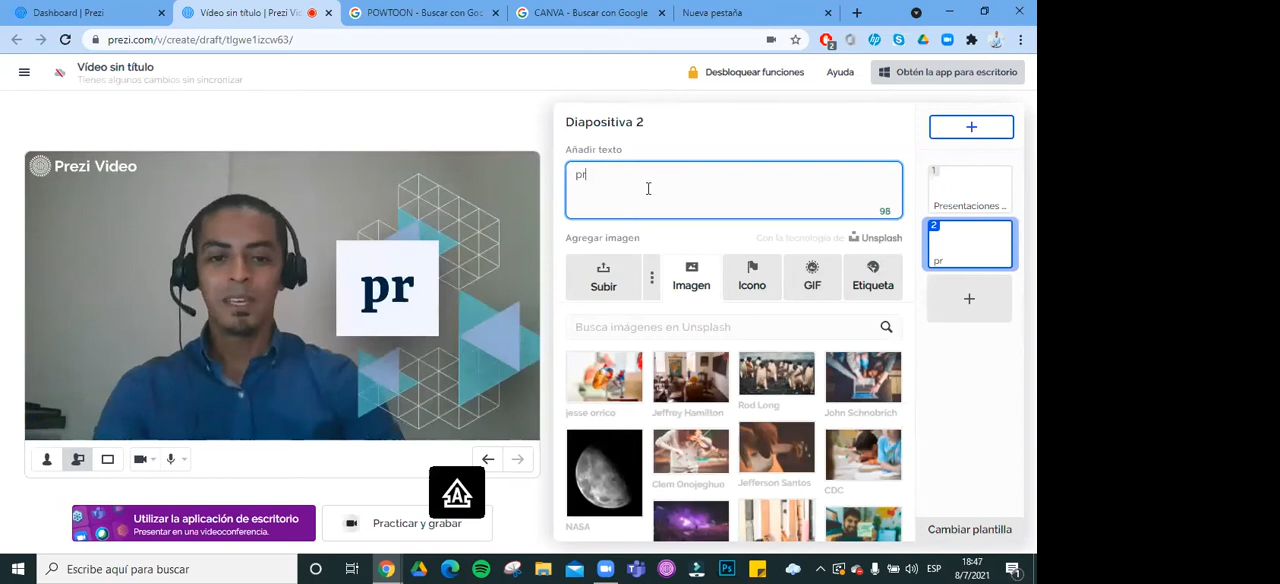 Dashboard | Prezi
Vídeo sin título | Prezi Vi
POWTOON - Buscar con Go
CANVA - Buscar con Google
Nueva pestaña
prezi.com/v/create/draft/tlgwe1izcw63/
2
Vídeo sin título
Tienes algunos cambios sin sincronizar
Desbloquear funciones
Ayuda
Obtén la app para escritorio
Prezi Video
pr
Diapositiva 2
Añadir texto
pr
98
Agregar imagen
Con la tecnología de Unsplash
Subir
Imagen
Icono
GIF
Etiqueta
Busca imágenes en Unsplash
jesse orrico
Jeffrey Hamilton
Rod Long
John Schnobrich
Clem Onojeghuo
Jefferson Santos
CDC
NASA
1
Presentaciones ...
2
pr
Cambiar plantilla
A
Utilizar la aplicación de escritorio
Presentar en una videoconferencia.
Practicar y grabar
Escribe aquí para buscar
Ps
ESP
18:47
8/7/2021
1